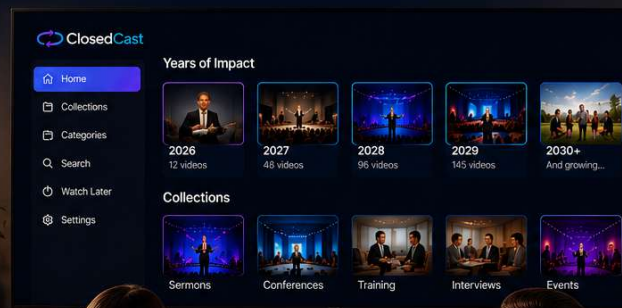 ClosedCast
Home
Collections
Categories
Search
Watch Later
Settings
Years of Impact
2026
12 videos
2027
48 videos
2028
96 videos
2029
145 videos
2030+
And growing...
Collections
Sermons
Conferences
Training
Interviews
Events